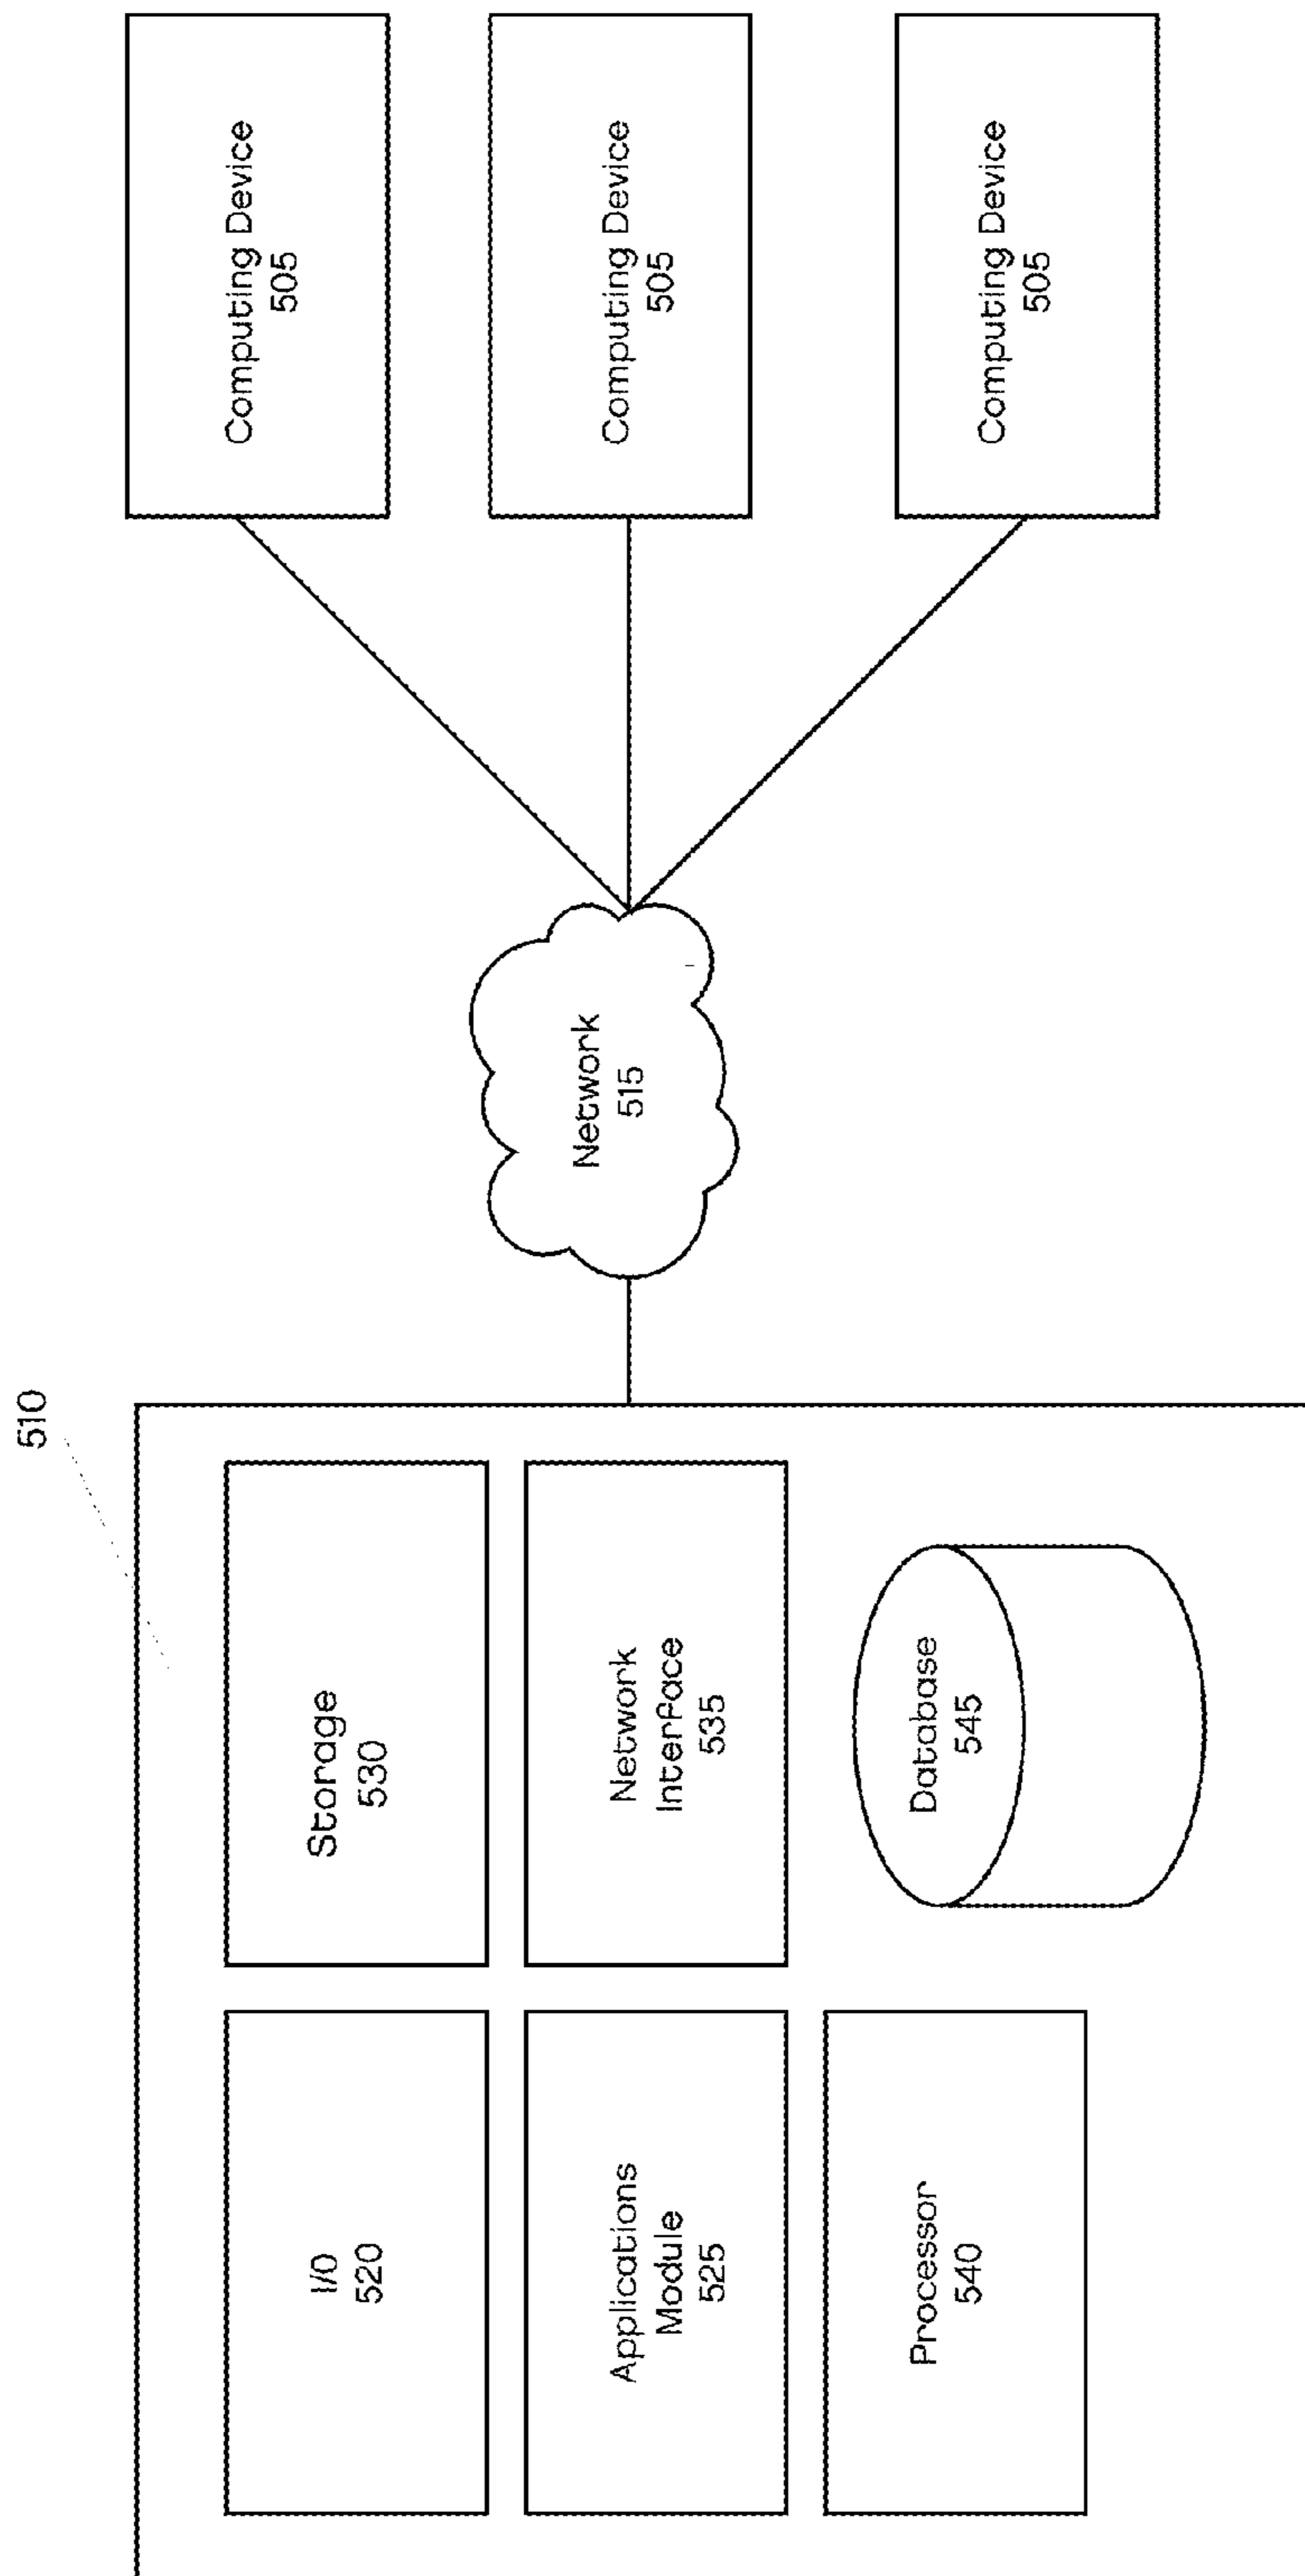 510
I/O
520
Storage
530
Applications
Module
525
Network
Interface
535
Processor
540
Database
545
Network
515
Computing Device
505
Computing Device
505
Computing Device
505